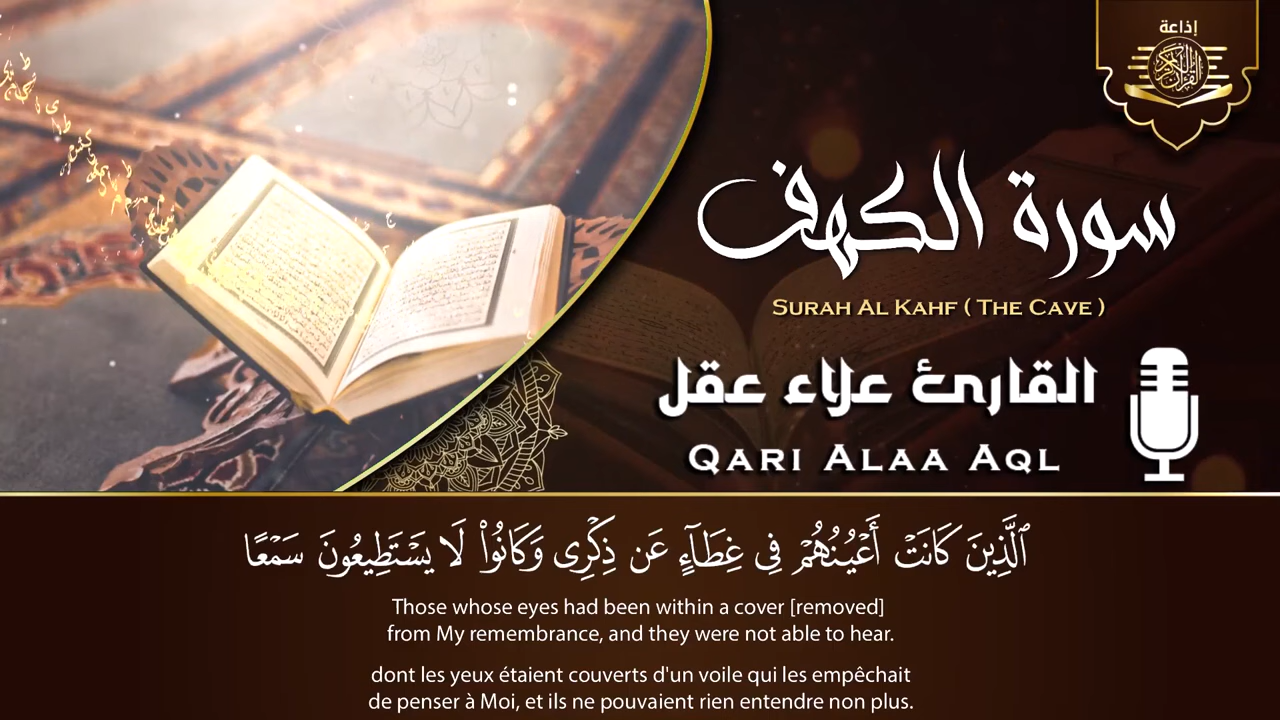 إذاعة
القرآن الكريم
سورة الكهف
SURAH AL KAHF ( THE CAVE )
القارئ علاء عقل
QARI ALAA AQL
ٱلَّذِينَ كَانَتْ أَعْيُنُهُمْ فِى غِطَآءٍ عَن ذِكْرِى وَكَانُوا۟ لَا يَسْتَطِيعُونَ سَمْعًا
Those whose eyes had been within a cover [removed]
from My remembrance, and they were not able to hear.
dont les yeux étaient couverts d'un voile qui les empêchait
de penser à Moi, et ils ne pouvaient rien entendre non plus.